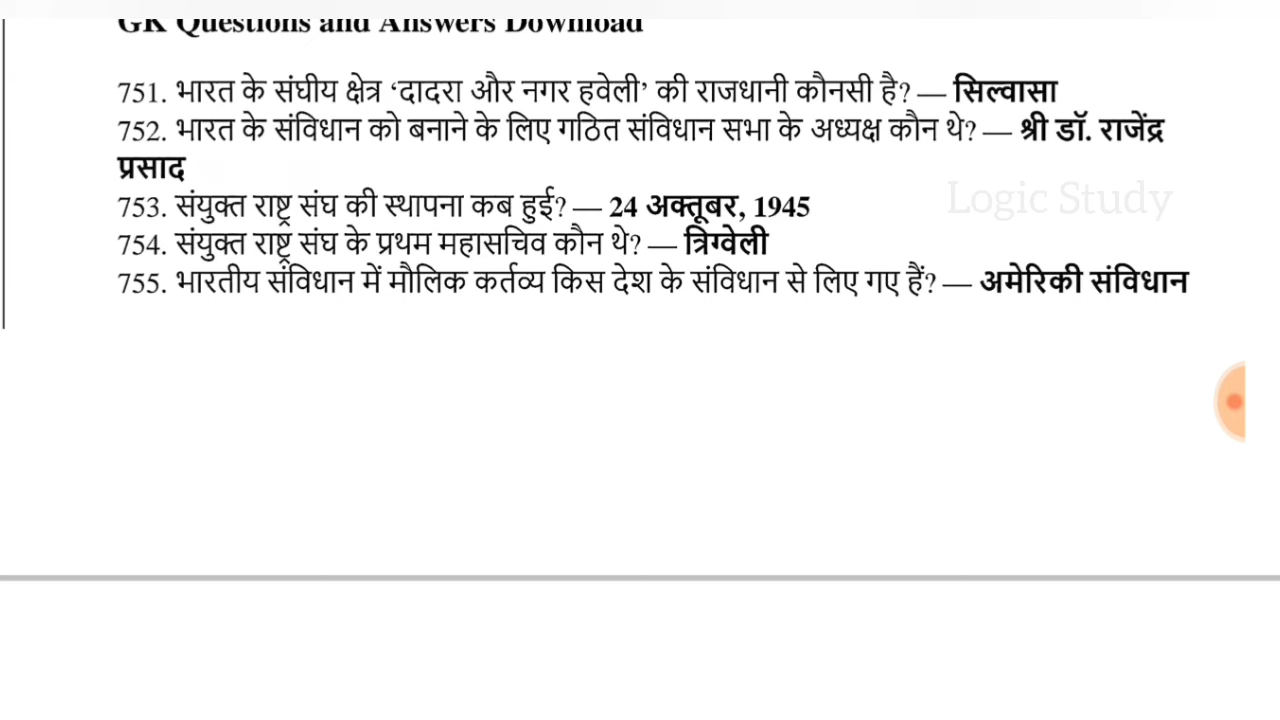 GK Questions and Answers Download
751. भारत के संघीय क्षेत्र ‘दादरा और नगर हवेली’ की राजधानी कौनसी है? — सिल्वासा
752. भारत के संविधान को बनाने के लिए गठित संविधान सभा के अध्यक्ष कौन थे? — श्री डॉ. राजेंद्र
प्रसाद
753. संयुक्त राष्ट्र संघ की स्थापना कब हुई? — 24 अक्तूबर, 1945
Logic Study
754. संयुक्त राष्ट्र संघ के प्रथम महासचिव कौन थे? — त्रिग्वेली
755. भारतीय संविधान में मौलिक कर्तव्य किस देश के संविधान से लिए गए हैं? — अमेरिकी संविधान